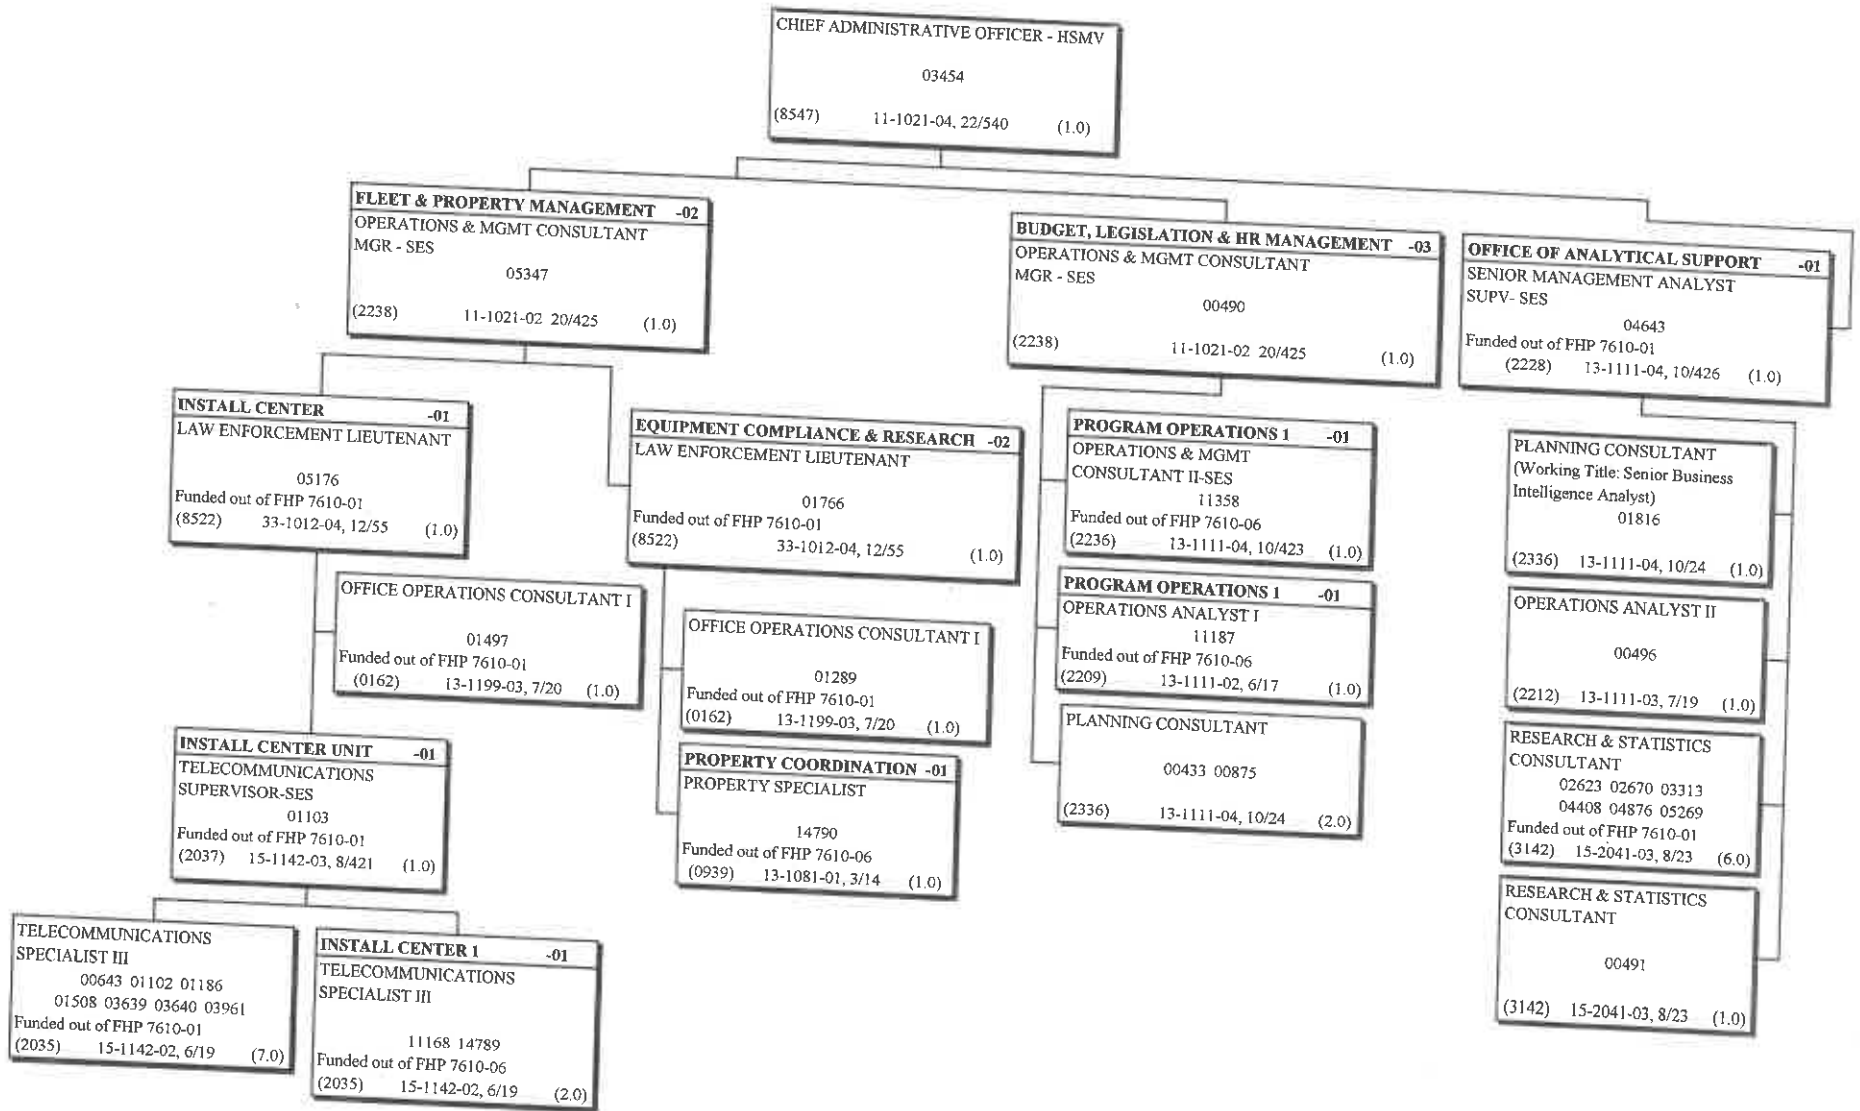 CHIEF ADMINISTRATIVE OFFICER - HSMV
03454
(8547) 11-1021-04, 22/540 (1.0)
FLEET & PROPERTY MANAGEMENT -02
OPERATIONS & MGMT CONSULTANT
MGR - SES
05347
(2238) 11-1021-02 20/425 (1.0)
BUDGET, LEGISLATION & HR MANAGEMENT -03
OPERATIONS & MGMT CONSULTANT
MGR - SES
00490
(2238) 11-1021-02 20/425 (1.0)
OFFICE OF ANALYTICAL SUPPORT -01
SENIOR MANAGEMENT ANALYST
SUPV- SES
04643
Funded out of FHP 7610-01
(2228) 13-1111-04, 10/426 (1.0)
INSTALL CENTER -01
LAW ENFORCEMENT LIEUTENANT
05176
Funded out of FHP 7610-01
(8522) 33-1012-04, 12/55 (1.0)
EQUIPMENT COMPLIANCE & RESEARCH -02
LAW ENFORCEMENT LIEUTENANT
01766
Funded out of FHP 7610-01
(8522) 33-1012-04, 12/55 (1.0)
PROGRAM OPERATIONS 1 -01
OPERATIONS & MGMT
CONSULTANT II-SES
11358
Funded out of FHP 7610-06
(2236) 13-1111-04, 10/423 (1.0)
PLANNING CONSULTANT
(Working Title: Senior Business
Intelligence Analyst)
01816
(2336) 13-1111-04, 10/24 (1.0)
OFFICE OPERATIONS CONSULTANT I
01497
Funded out of FHP 7610-01
(0162) 13-1199-03, 7/20 (1.0)
OFFICE OPERATIONS CONSULTANT I
01289
Funded out of FHP 7610-01
(0162) 13-1199-03, 7/20 (1.0)
PROGRAM OPERATIONS 1 -01
OPERATIONS ANALYST I
11187
Funded out of FHP 7610-06
(2209) 13-1111-02, 6/17 (1.0)
OPERATIONS ANALYST II
00496
(2212) 13-1111-03, 7/19 (1.0)
INSTALL CENTER UNIT -01
TELECOMMUNICATIONS
SUPERVISOR-SES
01103
Funded out of FHP 7610-01
(2037) 15-1142-03, 8/421 (1.0)
PROPERTY COORDINATION -01
PROPERTY SPECIALIST
14790
Funded out of FHP 7610-06
(0939) 13-1081-01, 3/14 (1.0)
PLANNING CONSULTANT
00433 00875
(2336) 13-1111-04, 10/24 (2.0)
RESEARCH & STATISTICS
CONSULTANT
02623 02670 03313
04408 04876 05269
Funded out of FHP 7610-01
(3142) 15-2041-03, 8/23 (6.0)
TELECOMMUNICATIONS
SPECIALIST III
00643 01102 01186
01508 03639 03640 03961
Funded out of FHP 7610-01
(2035) 15-1142-02, 6/19 (7.0)
INSTALL CENTER 1 -01
TELECOMMUNICATIONS
SPECIALIST III
11168 14789
Funded out of FHP 7610-06
(2035) 15-1142-02, 6/19 (2.0)
RESEARCH & STATISTICS
CONSULTANT
00491
(3142) 15-2041-03, 8/23 (1.0)